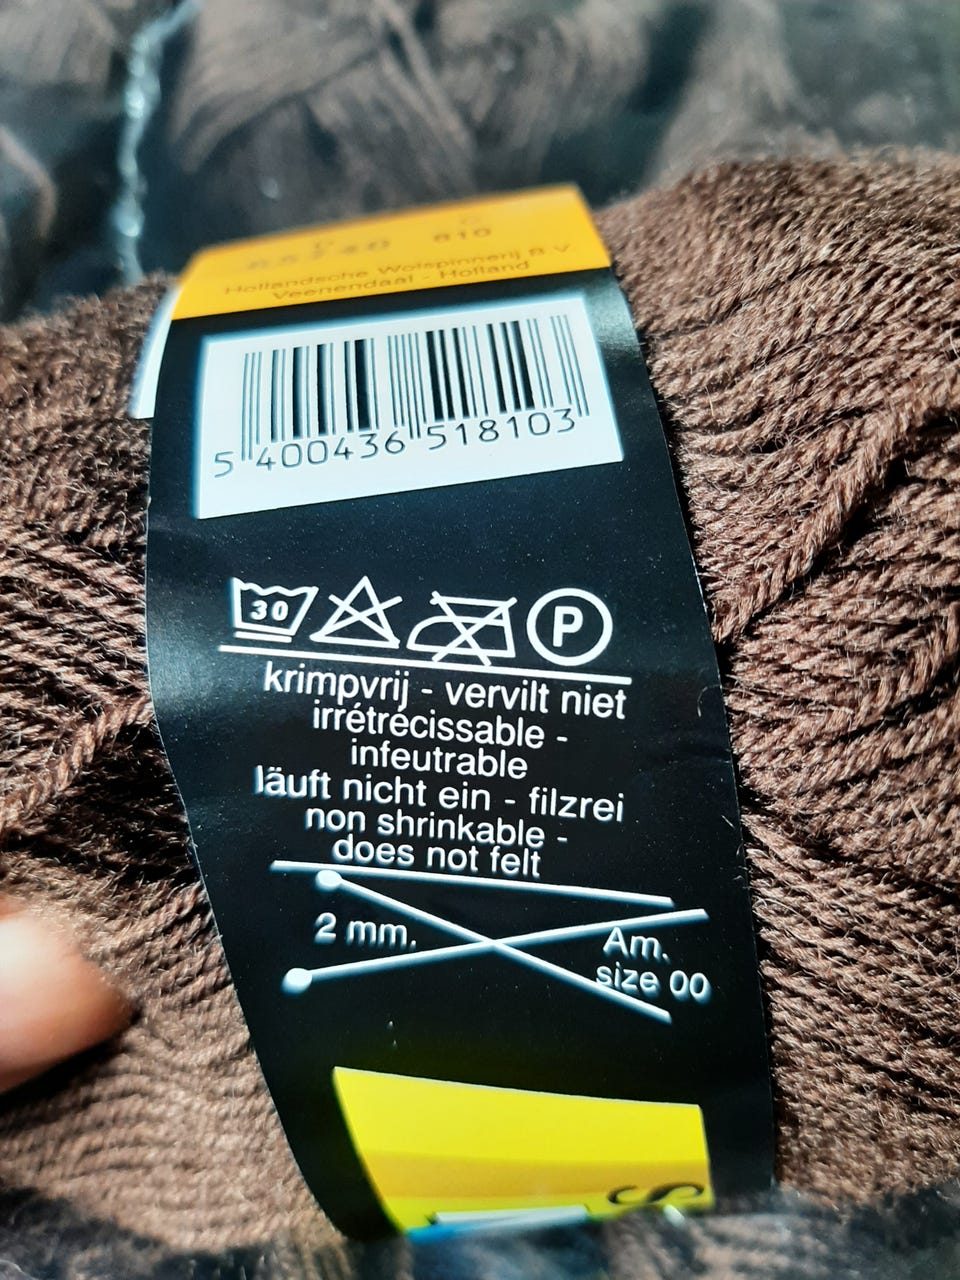 810
Hollandsche Wolspinnerij B.V.
Veenendaal - Holland
5 400436 518103
30 P
krimpvrij - vervilt niet
irrétrécissable -
infeutrable
läuft nicht ein - filzrei
non shrinkable -
does not felt
2 mm.
Am.
size 00